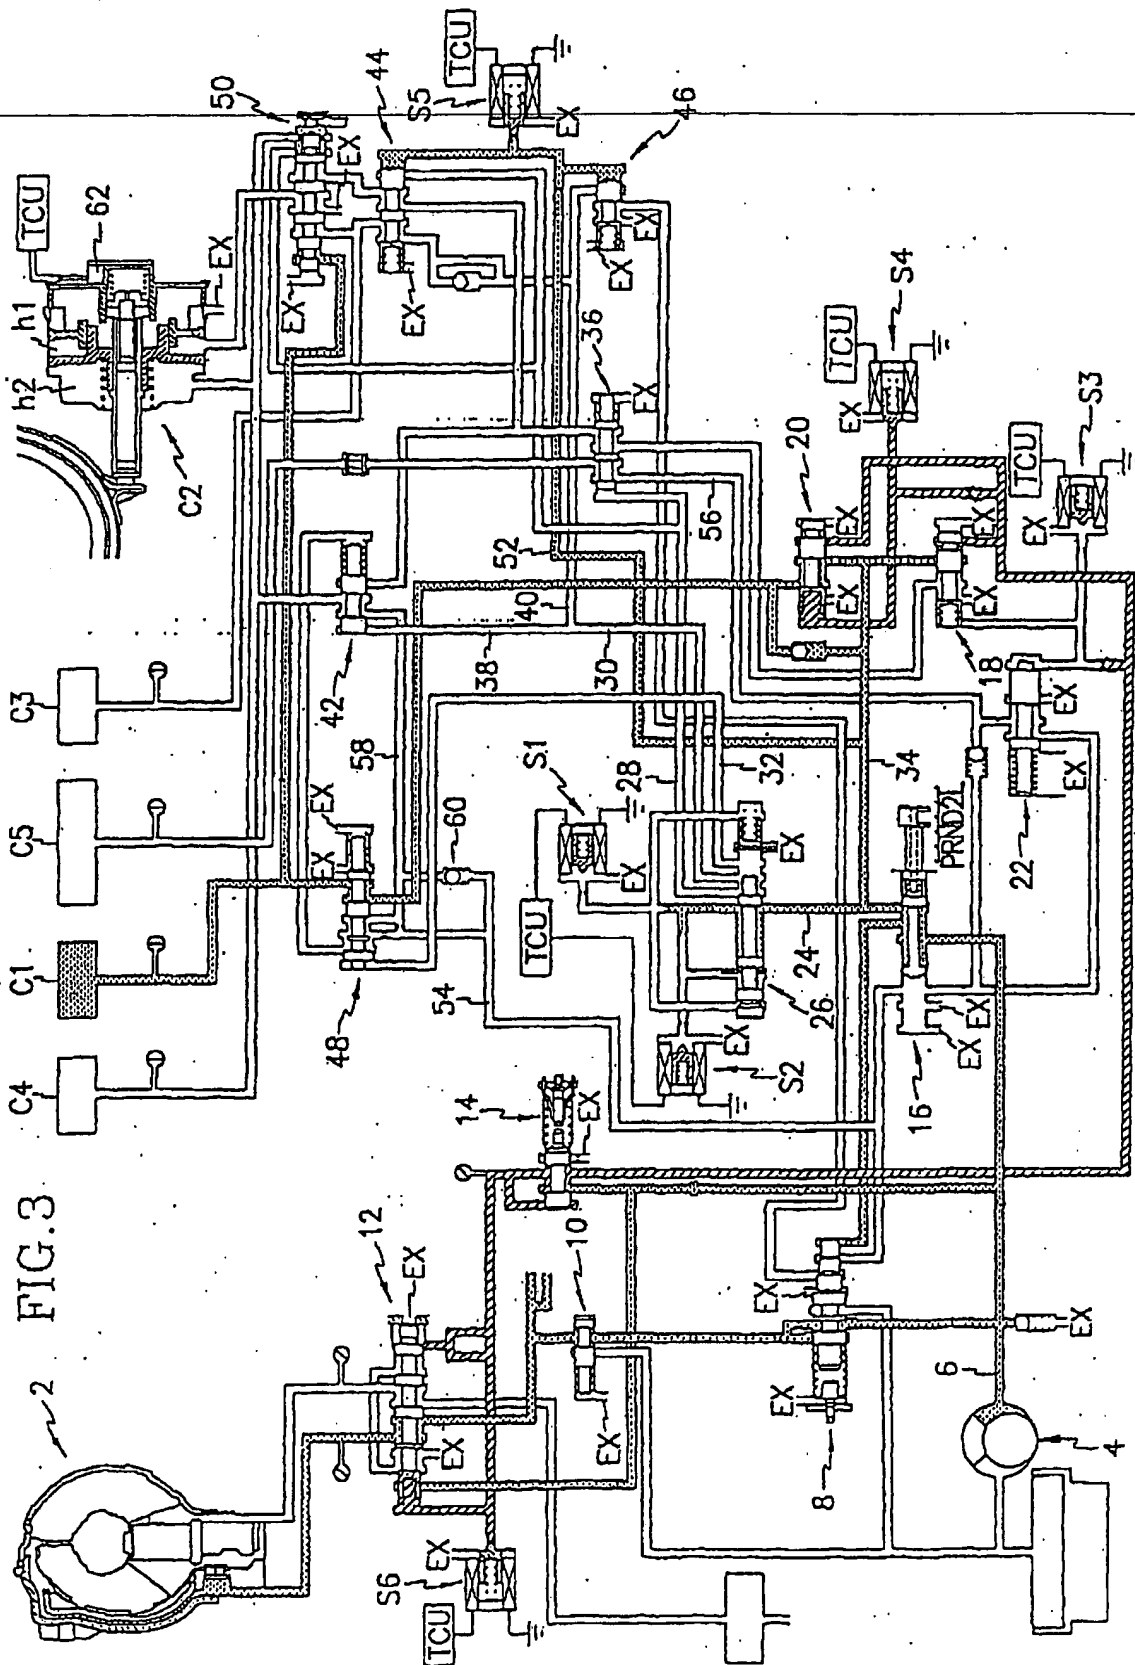 FIG.3
2
12
EX
EX
S6
EX
TCU
10
EX
14
EX
8
EX
EX
EX
6
4
C4
C1
C5
C3
C2
h2
h1
TCU
62
EX
50
EX
EX
44
EX
S5
TCU
EX
46
EX
EX
48
EX
EX
42
58
60
54
38
40
30
52
36
EX
56
S1
TCU
EX
S2
EX
28
32
EX
24
26
34
16
EX
EX
PRND2L
22
EX
EX
18
EX
EX
20
EX
EX
S4
TCU
EX
S3
TCU
EX